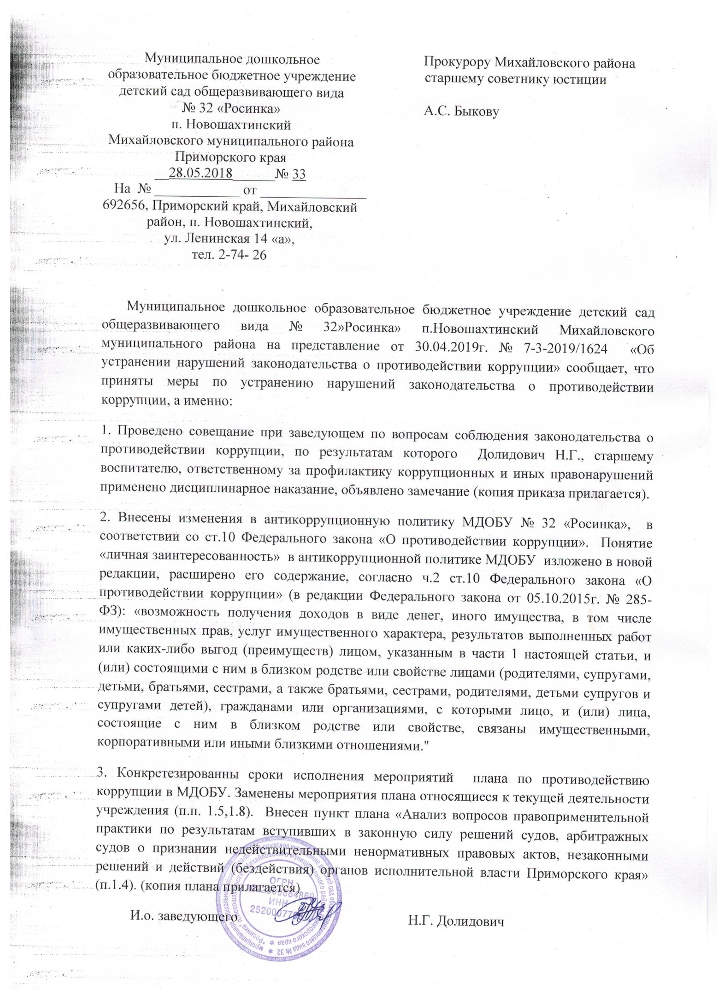 Муниципальное дошкольное
образовательное бюджетное учреждение
детский сад общеразвивающего вида
№ 32 «Росинка»
п. Новошахтинский
Михайловского муниципального района
Приморского края
__28.05.2018______№ 33
На № ____________ от _______________
692656, Приморский край, Михайловский
район, п. Новошахтинский,
ул. Ленинская 14 «а»,
тел. 2-74- 26
Прокурору Михайловского района
старшему советнику юстиции
А.С. Быкову
Муниципальное дошкольное образовательное бюджетное учреждение детский сад
общеразвивающего вида № 32»Росинка» п.Новошахтинский Михайловского
муниципального района на представление от 30.04.2019г. № 7-3-2019/1624 «Об
устранении нарушений законодательства о противодействии коррупции» сообщает, что
приняты меры по устранению нарушений законодательства о противодействии
коррупции, а именно:
1. Проведено совещание при заведующем по вопросам соблюдения законодательства о
противодействии коррупции, по результатам которого Долидович Н.Г., старшему
воспитателю, ответственному за профилактику коррупционных и иных правонарушений
применено дисциплинарное наказание, объявлено замечание (копия приказа прилагается).
2. Внесены изменения в антикоррупционную политику МДОБУ № 32 «Росинка», в
соответствии со ст.10 Федерального закона «О противодействии коррупции». Понятие
«личная заинтересованность» в антикоррупционной политике МДОБУ изложено в новой
редакции, расширено его содержание, согласно ч.2 ст.10 Федерального закона «О
противодействии коррупции» (в редакции Федерального закона от 05.10.2015г. № 285-
ФЗ): «возможность получения доходов в виде денег, иного имущества, в том числе
имущественных прав, услуг имущественного характера, результатов выполненных работ
или каких-либо выгод (преимуществ) лицом, указанным в части 1 настоящей статьи, и
(или) состоящими с ним в близком родстве или свойстве лицами (родителями, супругами,
детьми, братьями, сестрами, а также братьями, сестрами, родителями, детьми супругов и
супругами детей), гражданами или организациями, с которыми лицо, и (или) лица,
состоящие с ним в близком родстве или свойстве, связаны имущественными,
корпоративными или иными близкими отношениями."
3. Конкретезированны сроки исполнения мероприятий плана по противодействию
коррупции в МДОБУ. Заменены мероприятия плана относящиеся к текущей деятельности
учреждения (п.п. 1.5,1.8). Внесен пункт плана «Анализ вопросов правоприменительной
практики по результатам вступивших в законную силу решений судов, арбитражных
судов о признании недействительными ненормативных правовых актов, незаконными
решений и действий (бездействия) органов исполнительной власти Приморского края»
(п.1.4). (копия плана прилагается)
И.о. заведующего
Н.Г. Долидович
ОГРН
ИНН